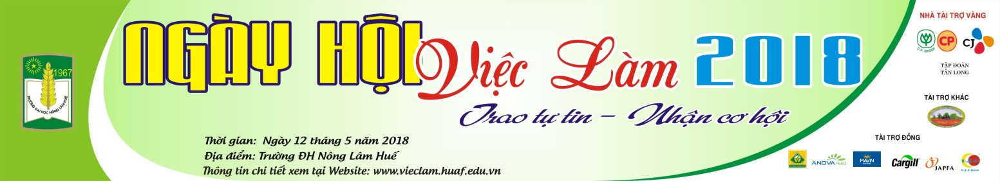 NGÀY HỘI Việc Làm 2018
Trao tự tin – Nhận cơ hội
Thời gian: Ngày 12 tháng 5 năm 2018
Địa điểm: Trường ĐH Nông Lâm Huế
Thông tin chi tiết xem tại Website: www.vieclam.huaf.edu.vn
1967
TRƯỜNG ĐẠI HỌC NÔNG LÂM HUẾ
NHÀ TÀI TRỢ VÀNG
C.P. GROUP
CP
CJ
TẬP ĐOÀN
TÂN LONG
TÀI TRỢ KHÁC
TÀI TRỢ ĐỒNG
ANOVA FEED
MAVIN
Cargill
JAPFA